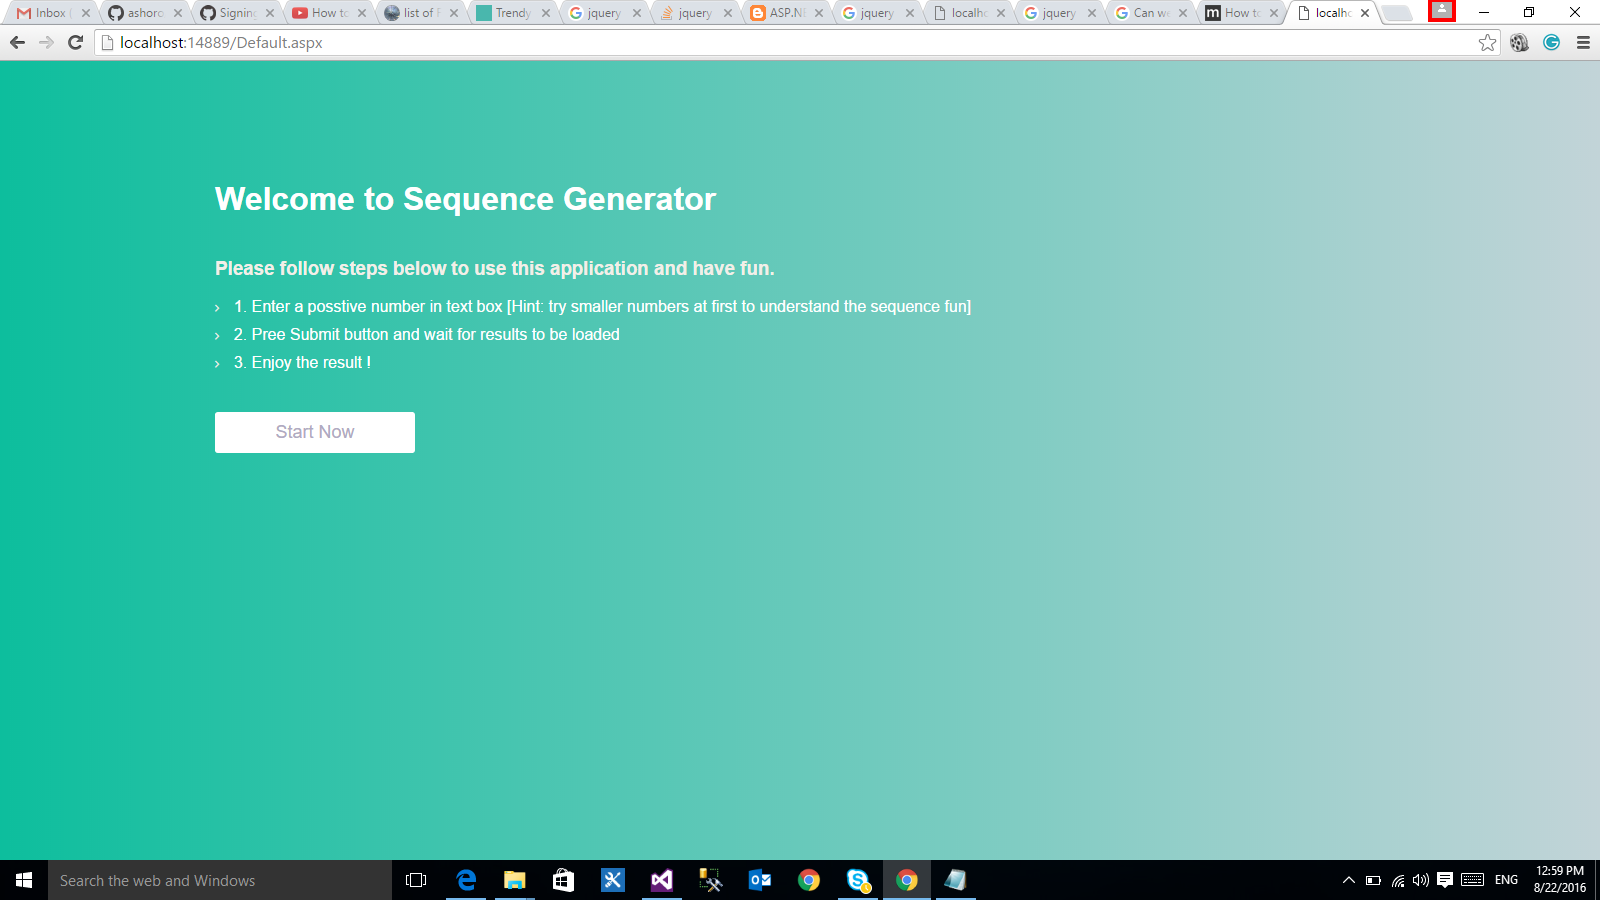 Inbox (
ashoro
Signing
How to
list of F
Trendy
jquery
jquery
ASP.NE
jquery
localho
jquery
Can we
How to
localho
localhost:14889/Default.aspx
Welcome to Sequence Generator
Please follow steps below to use this application and have fun.
› 1. Enter a posstive number in text box [Hint: try smaller numbers at first to understand the sequence fun]
› 2. Pree Submit button and wait for results to be loaded
› 3. Enjoy the result !
Start Now
Search the web and Windows
ENG
12:59 PM
8/22/2016